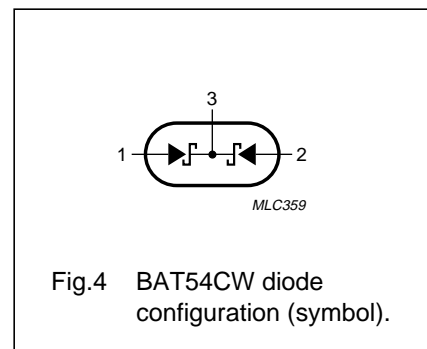 3
1
2
MLC359
Fig.4 BAT54CW diode
configuration (symbol).